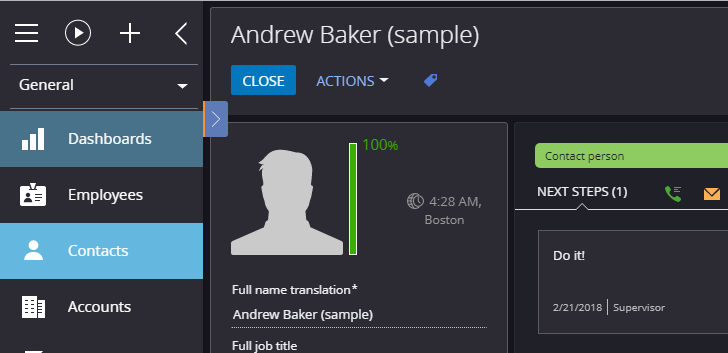 Andrew Baker (sample)
CLOSE
ACTIONS
General
Dashboards
Employees
Contacts
Accounts
100%
4:28 AM,
Boston
Full name translation*
Andrew Baker (sample)
Full job title
Contact person
NEXT STEPS (1)
Do it!
2/21/2018
Supervisor